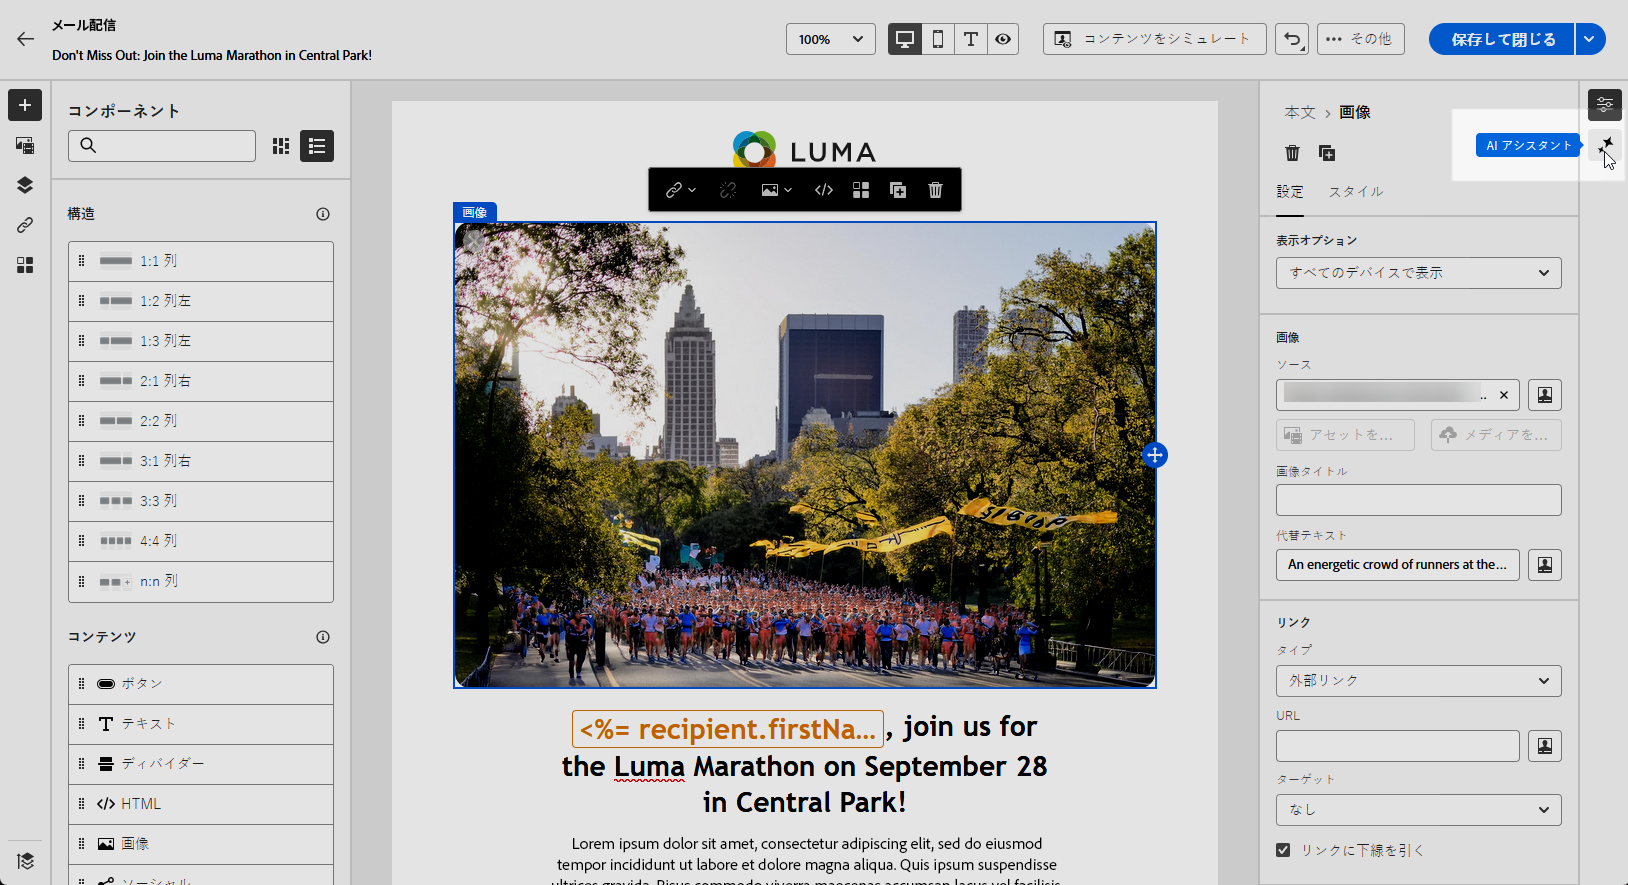 メール配信
Don't Miss Out: Join the Luma Marathon in Central Park!
100%
コンテンツをシミュレート
その他
保存して閉じる
コンポーネント
構造
1:1 列
1:2 列左
1:3 列左
2:1 列右
2:2 列
3:1 列右
3:3 列
4:4 列
n:n 列
コンテンツ
ボタン
テキスト
ディバイダー
HTML
画像
ソーシャル
LUMA
画像
<%= recipient.firstNa... , join us for
the Luma Marathon on September 28
in Central Park!
Lorem ipsum dolor sit amet, consectetur adipiscing elit, sed do eiusmod
tempor incididunt ut labore et dolore magna aliqua. Quis ipsum suspendisse
ultrices gravida. Risus commodo viverra maecenas accumsan lacus vel facilisis
本文 > 画像
AI アシスタント
設定 スタイル
表示オプション
すべてのデバイスで表示
画像
ソース
..
アセットを...
メディアを...
画像タイトル
代替テキスト
An energetic crowd of runners at the...
リンク
タイプ
外部リンク
URL
ターゲット
なし
リンクに下線を引く